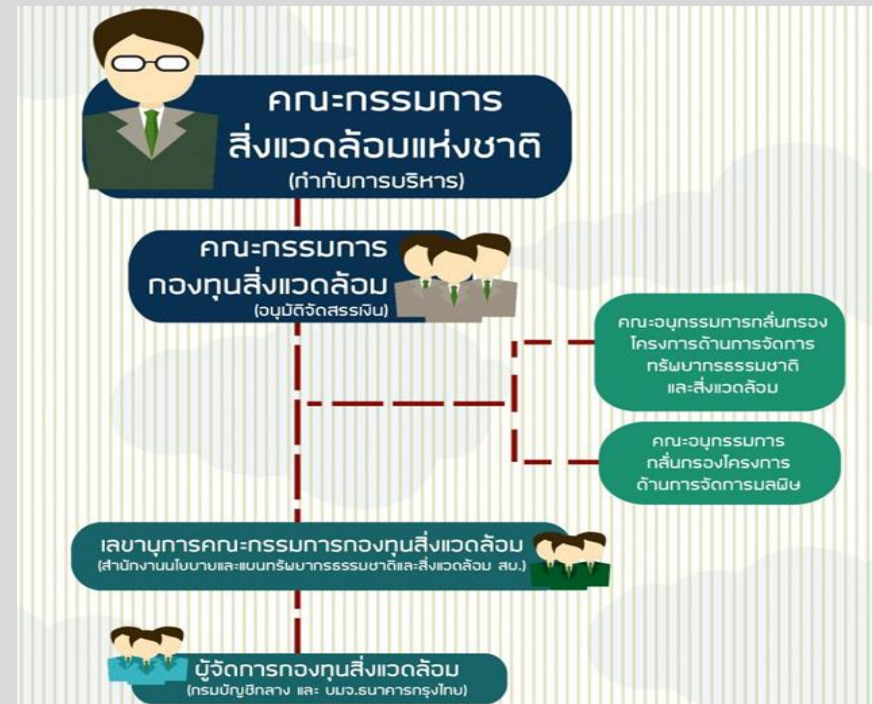 คณะกรรมการ
สิ่งแวดล้อมแห่งชาติ
(กำกับการบริหาร)
คณะกรรมการ
กองทุนสิ่งแวดล้อม
(อนุมัติจัดสรรเงิน)
คณะอนุกรรมการกลั่นกรอง
โครงการด้านการจัดการ
ทรัพยากรธรรมชาติ
และสิ่งแวดล้อม
คณะอนุกรรมการ
กลั่นกรองโครงการ
ด้านการจัดการมลพิษ
เลขานุการคณะกรรมการกองทุนสิ่งแวดล้อม
(สำนักงานนโยบายและแผนทรัพยากรธรรมชาติและสิ่งแวดล้อม สผ.)
ผู้จัดการกองทุนสิ่งแวดล้อม
(กรมบัญชีกลาง และ บมจ.ธนาคารกรุงไทย)